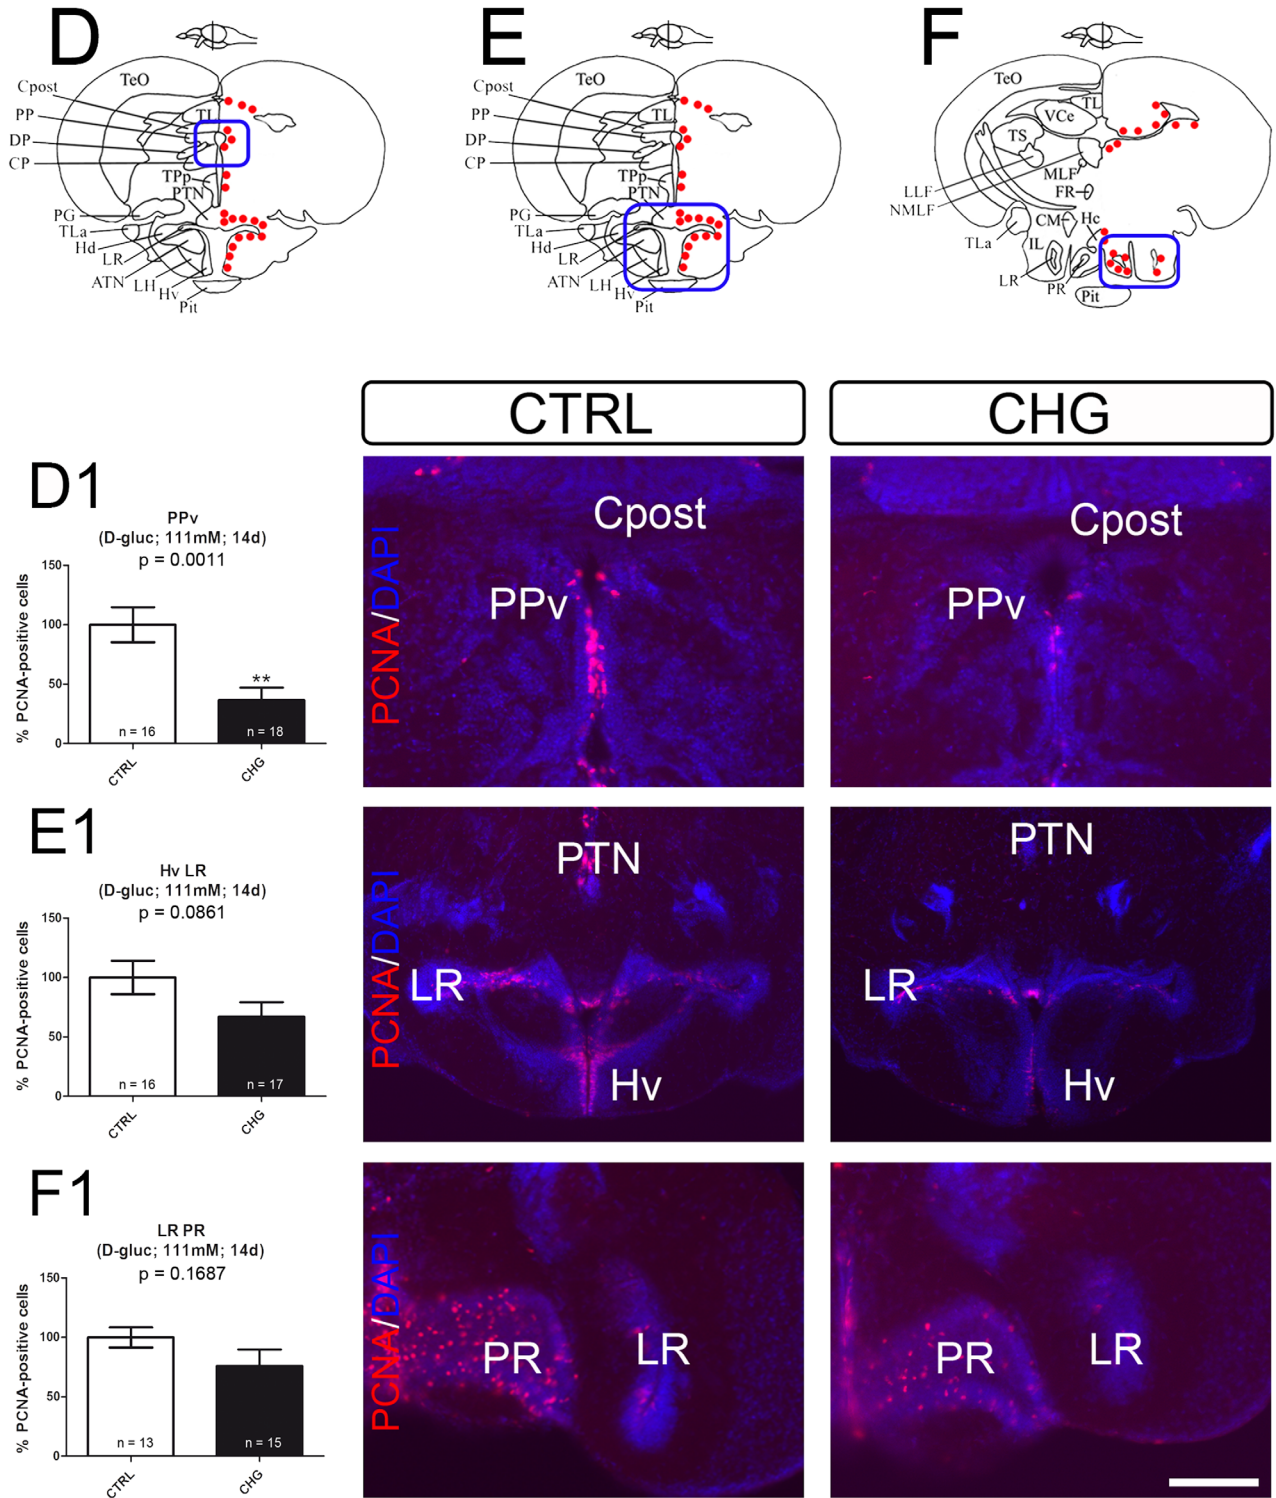 D
E
F
TeO
Cpost
TL
PP
DP
CP
TPp
PTN
PG
TLa
Hd
LR
ATN
LH
Hv
Pit
TeO
Cpost
TL
PP
DP
CP
TPp
PTN
PG
TLa
Hd
LR
ATN
LH
Hv
Pit
TeO
TL
VCe
TS
MLF
LLF
FR
NMLF
CM
Hc
TLa
IL
LR
PR
Pit
CTRL
CHG
D1
PPv
(D-gluc; 111mM; 14d)
p = 0.0011
% PCNA-positive cells
150
100
50
0
**
n = 16
n = 18
CTRL
CHG
PCNA/DAPI
Cpost
PPv
Cpost
PPv
E1
Hv LR
(D-gluc; 111mM; 14d)
p = 0.0861
% PCNA-positive cells
150
100
50
0
n = 16
n = 17
CTRL
CHG
PCNA/DAPI
PTN
LR
Hv
PTN
LR
Hv
F1
LR PR
(D-gluc; 111mM; 14d)
p = 0.1687
% PCNA-positive cells
150
100
50
0
n = 13
n = 15
CTRL
CHG
PCNA/DAPI
PR
LR
PR
LR